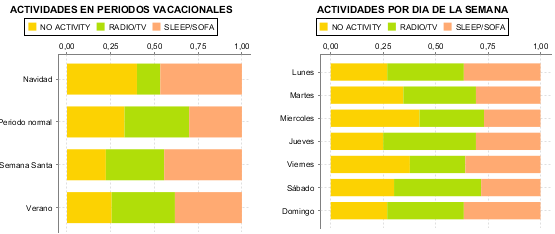 ACTIVIDADES EN PERIODOS VACACIONALES
NO ACTIVITY RADIO/TV SLEEP/SOFA
0,00 0,25 0,50 0,75 1,00
Navidad
Periodo normal
Semana Santa
Verano
ACTIVIDADES POR DIA DE LA SEMANA
NO ACTIVITY RADIO/TV SLEEP/SOFA
0,00 0,25 0,50 0,75 1,00
Lunes
Martes
Miercoles
Jueves
Viernes
Sábado
Domingo